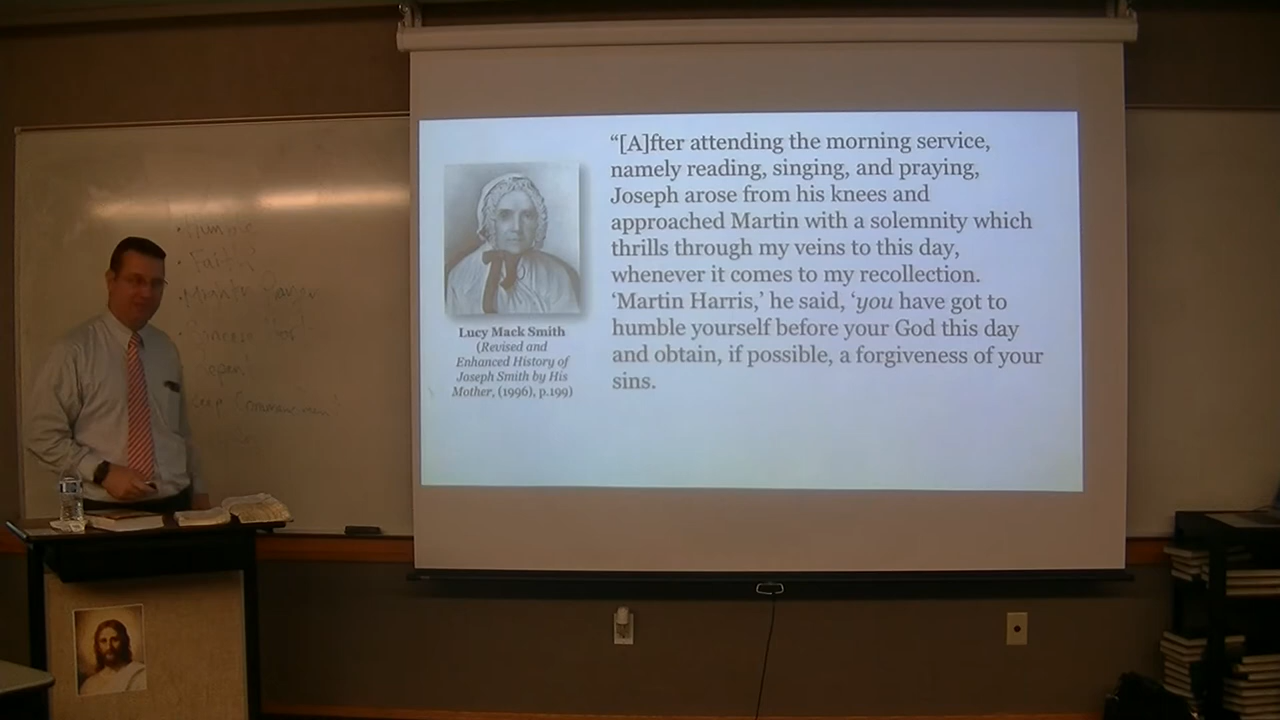 • Humble
• Faith
Lucy Mack Smith
(Revised and
Enhanced History of
Joseph Smith by His
Mother, (1996), p.199)
“[A]fter attending the morning service,
namely reading, singing, and praying,
Joseph arose from his knees and
approached Martin with a solemnity which
thrills through my veins to this day,
whenever it comes to my recollection.
‘Martin Harris,’ he said, ‘you have got to
humble yourself before your God this day
and obtain, if possible, a forgiveness of your
sins.